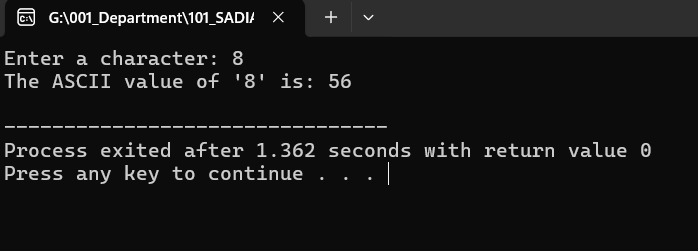 G:\001_Department\101_SADI
Enter a character: 8
The ASCII value of '8' is: 56
--------------------------------
Process exited after 1.362 seconds with return value 0
Press any key to continue . . .